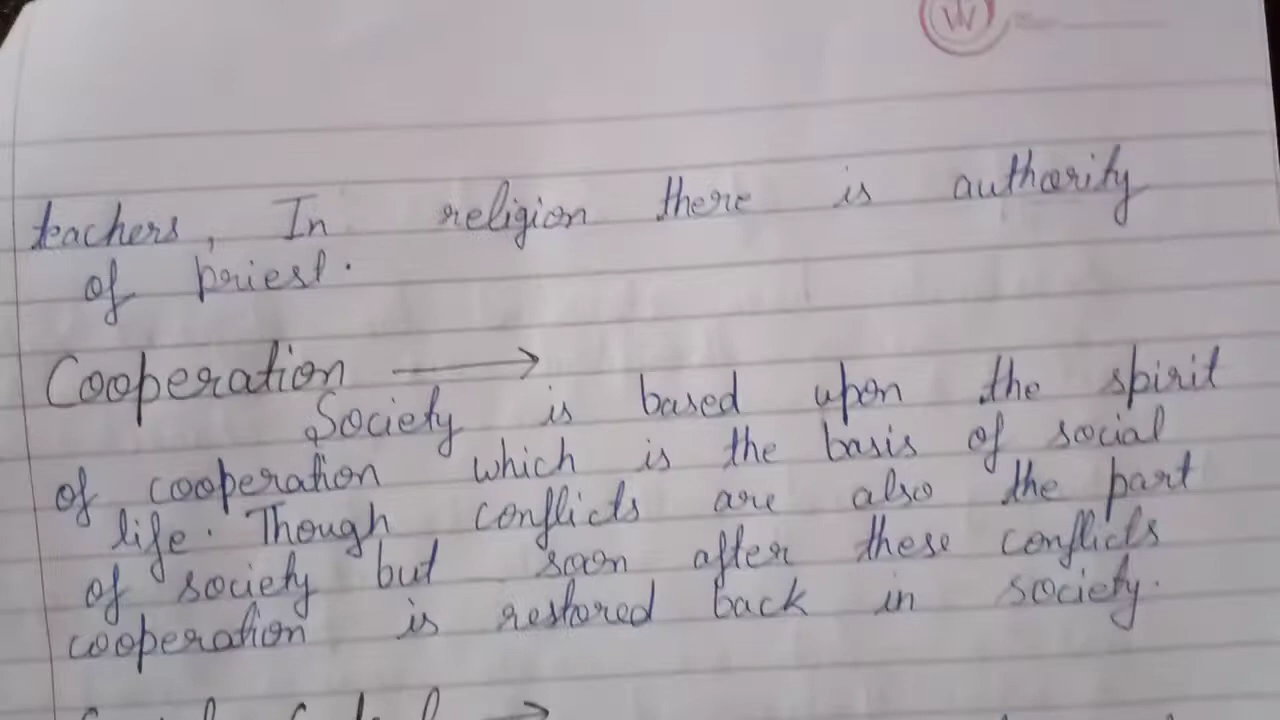 teachers, In religion there is authority
of priest.
Cooperation →
Society is based upon the spirit
of cooperation which is the basis of social
life. Though conflicts are also the part
of society but soon after these conflicts
cooperation is restored back in society.